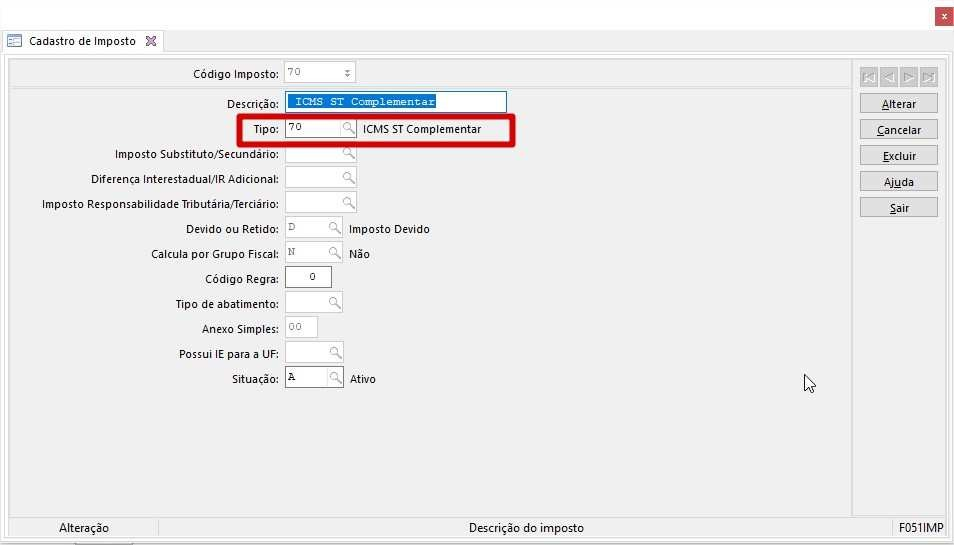 Cadastro de Imposto
Código Imposto: 70
Descrição: ICMS ST Complementar
Tipo: 70 ICMS ST Complementar
Imposto Substituto/Secundário:
Diferença Interestadual/IR Adicional:
Imposto Responsabilidade Tributária/Terciário:
Devido ou Retido: D Imposto Devido
Calcula por Grupo Fiscal: N Não
Código Regra: 0
Tipo de abatimento:
Anexo Simples: 00
Possui IE para a UF:
Situação: A Ativo
Alterar
Cancelar
Excluir
Ajuda
Sair
Alteração Descrição do imposto F051IMP